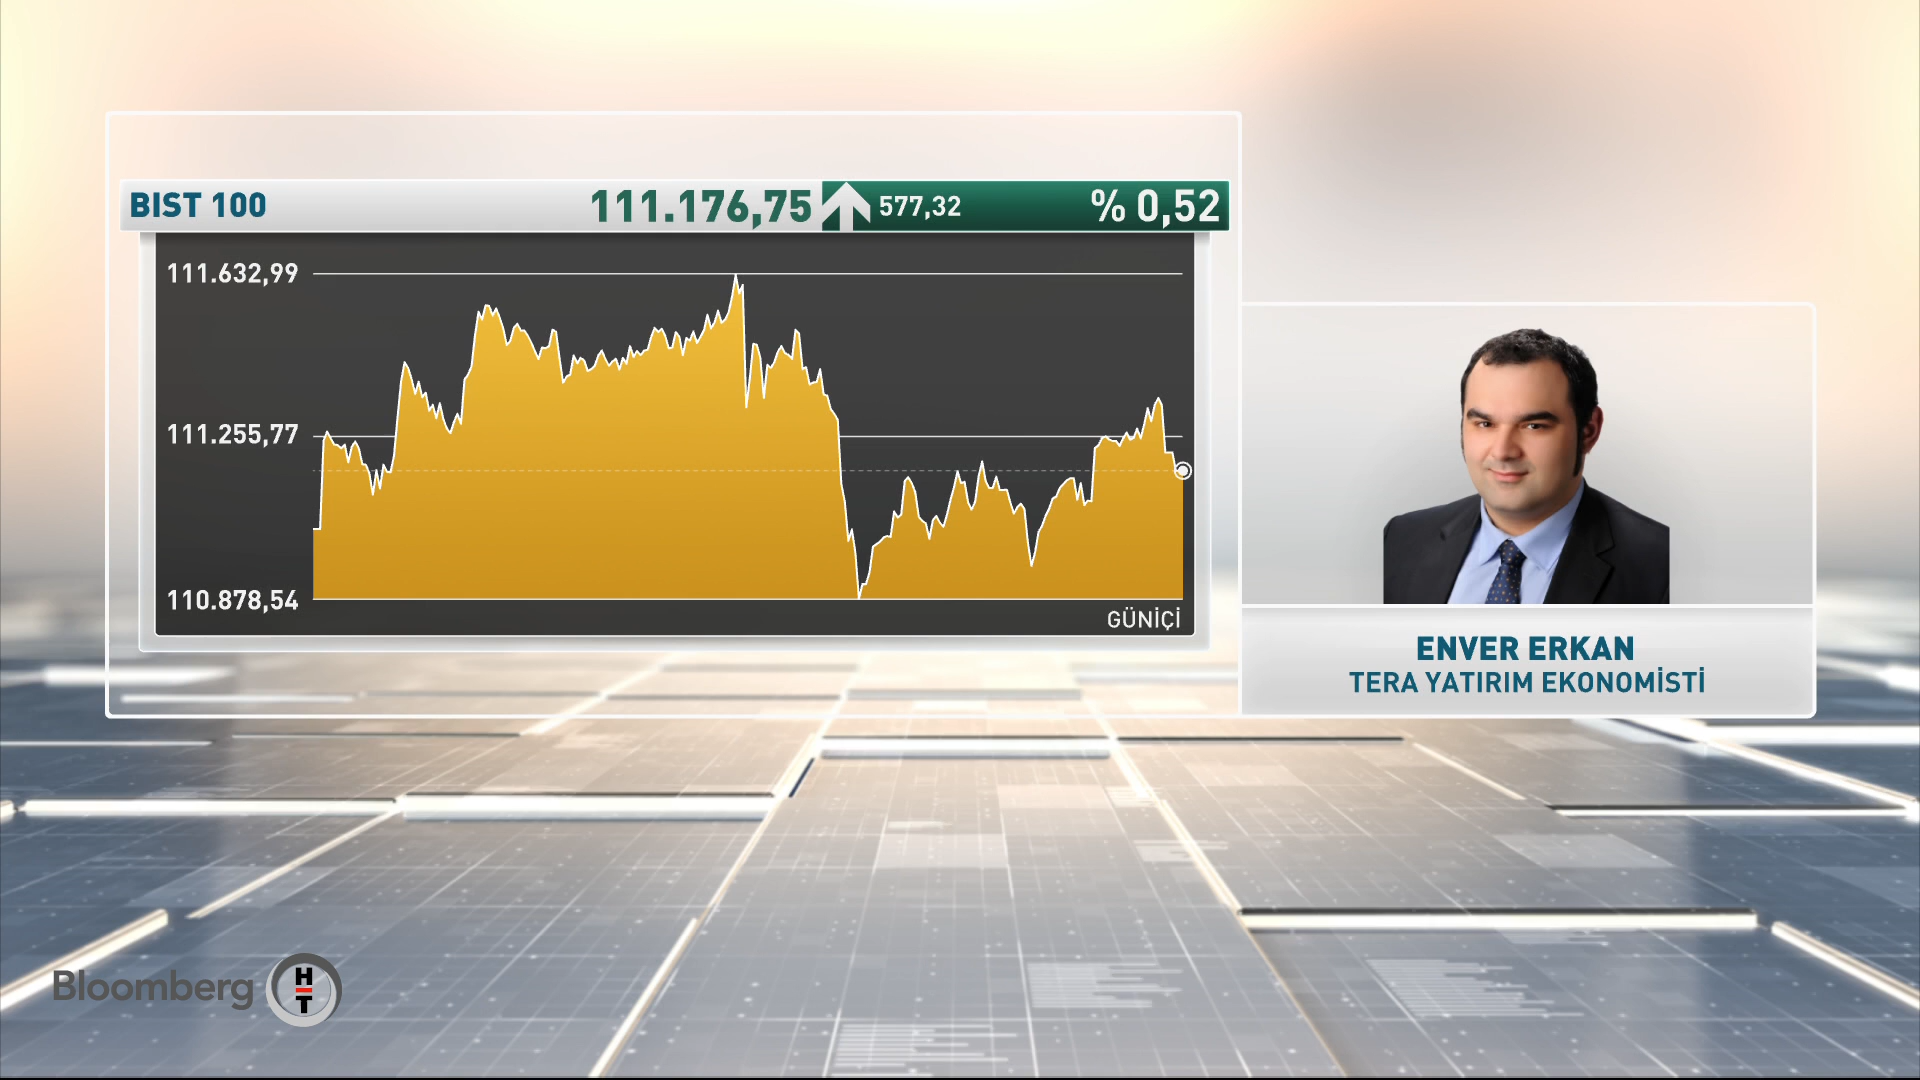 BIST 100 111.176,75 577,32 % 0,52
111.632,99
111.255,77
110.878,54
GÜNİÇİ
ENVER ERKAN
TERA YATIRIM EKONOMİSTİ
Bloomberg HT